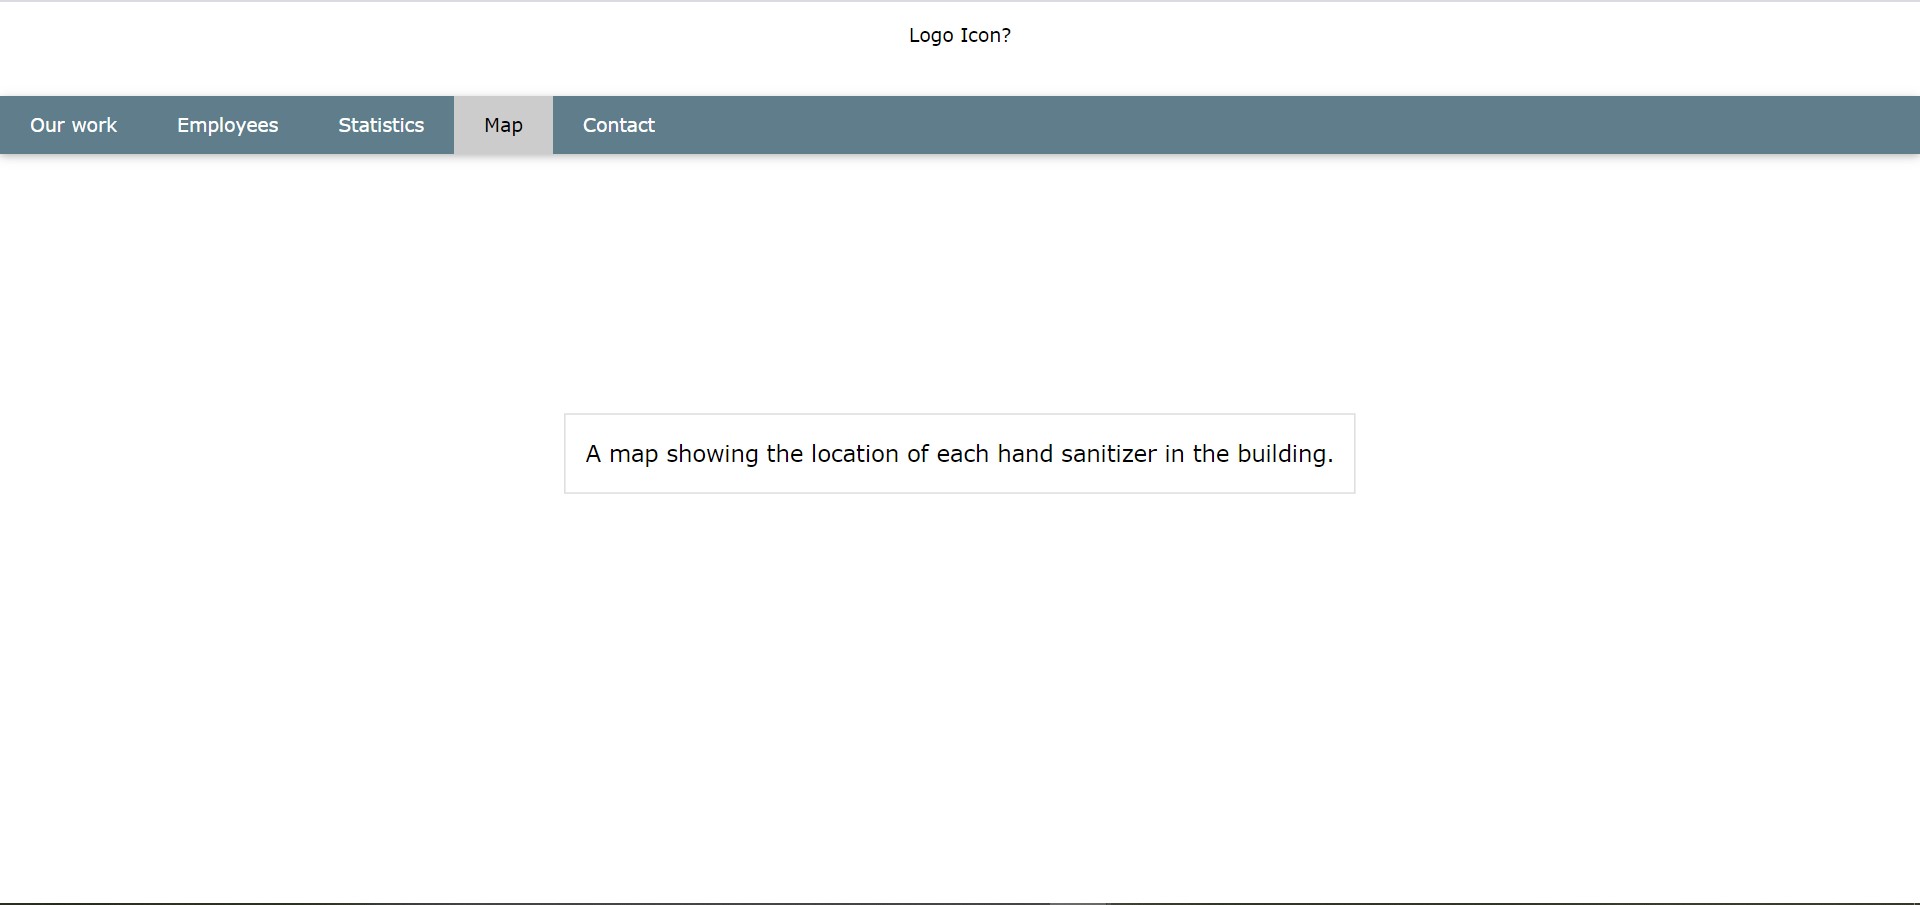 Logo Icon?
Our work Employees Statistics Map Contact
A map showing the location of each hand sanitizer in the building.